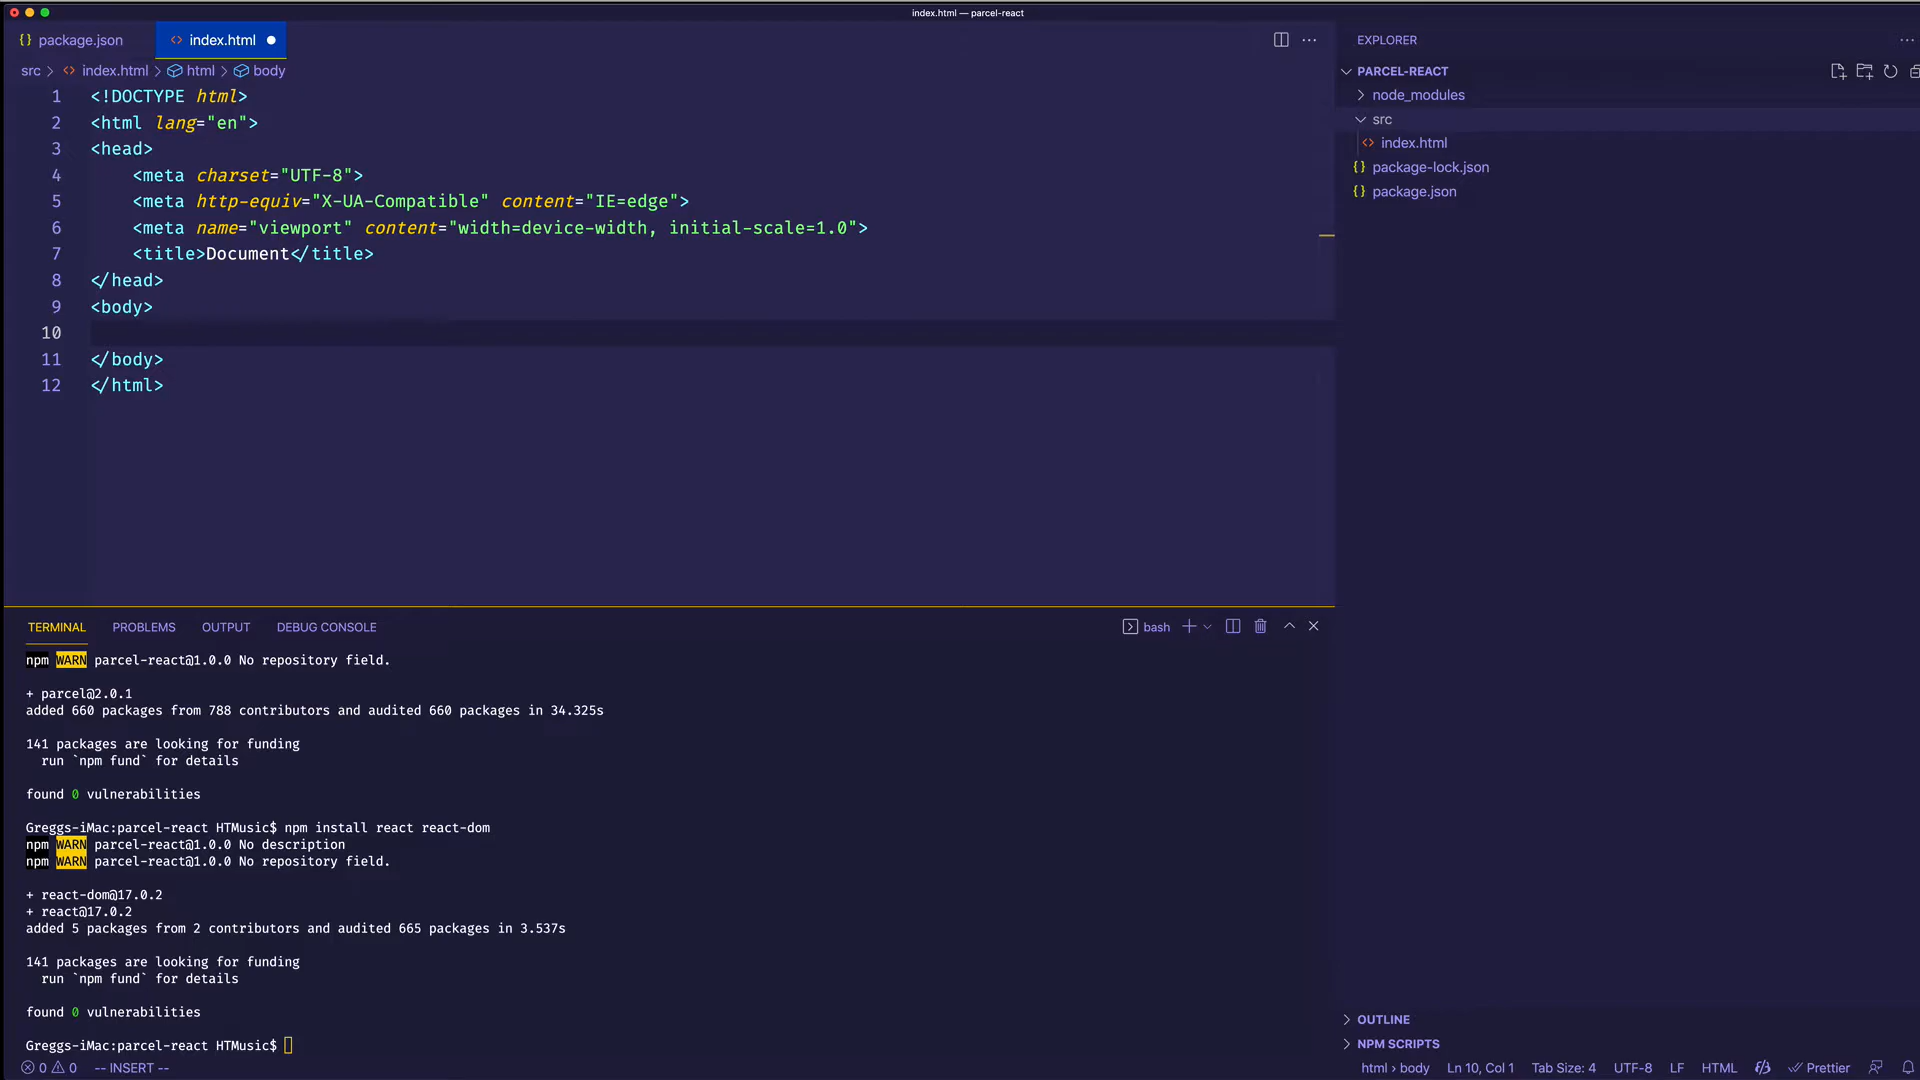 index.html — parcel-react
{} package.json
<> index.html ●
src > <> index.html > html > body
1 <!DOCTYPE html>
2 <html lang="en">
3 <head>
4 <meta charset="UTF-8">
5 <meta http-equiv="X-UA-Compatible" content="IE=edge">
6 <meta name="viewport" content="width=device-width, initial-scale=1.0">
7 <title>Document</title>
8 </head>
9 <body>
10
11 </body>
12 </html>
TERMINAL PROBLEMS OUTPUT DEBUG CONSOLE
bash
npm WARN parcel-react@1.0.0 No repository field.
+ parcel@2.0.1
added 660 packages from 788 contributors and audited 660 packages in 34.325s
141 packages are looking for funding
run `npm fund` for details
found 0 vulnerabilities
Greggs-iMac:parcel-react HTMusic$ npm install react react-dom
npm WARN parcel-react@1.0.0 No description
npm WARN parcel-react@1.0.0 No repository field.
+ react-dom@17.0.2
+ react@17.0.2
added 5 packages from 2 contributors and audited 665 packages in 3.537s
141 packages are looking for funding
run `npm fund` for details
found 0 vulnerabilities
Greggs-iMac:parcel-react HTMusic$
EXPLORER
PARCEL-REACT
node_modules
src
<> index.html
{} package-lock.json
{} package.json
OUTLINE
NPM SCRIPTS
0 0 -- INSERT --
html > body Ln 10, Col 1 Tab Size: 4 UTF-8 LF HTML Prettier